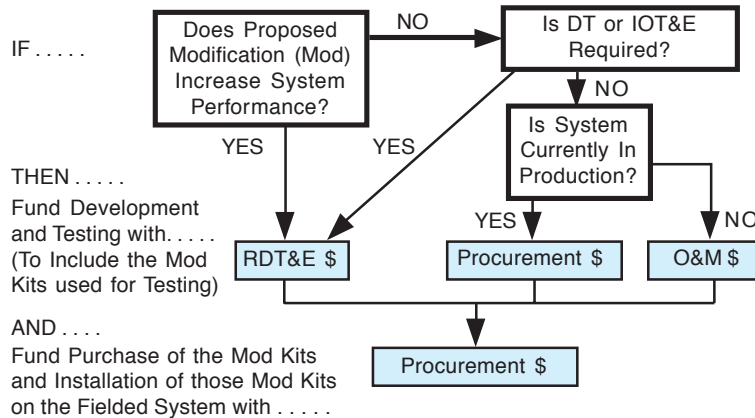 IF . . . . .
Does Proposed
Modification (Mod)
Increase System
Performance?
NO
Is DT or IOT&E
Required?
YES
YES
NO
Is System
Currently In
Production?
YES
NO
THEN . . . . .
Fund Development
and Testing with. . . . .
(To Include the Mod
Kits used for Testing)
RDT&E $
Procurement $
O&M $
AND . . . .
Fund Purchase of the Mod Kits
and Installation of those Mod Kits
on the Fielded System with . . . . .
Procurement $